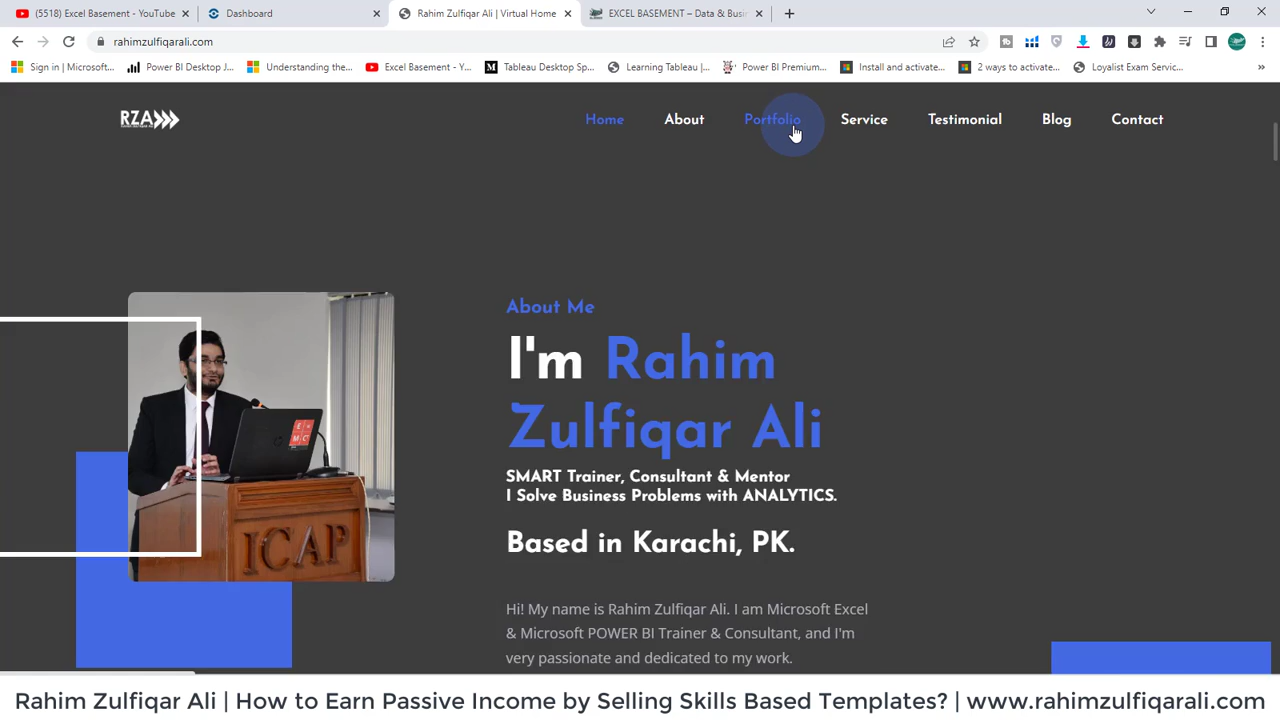 (5518) Excel Basement - YouTube
Dashboard
Rahim Zulfiqar Ali | Virtual Home
EXCEL BASEMENT – Data & Busi
rahimzulfiqarali.com
Sign in | Microsoft...
Power BI Desktop J...
Understanding the...
Excel Basement - Y...
Tableau Desktop Sp...
Learning Tableau |...
Power BI Premium...
Install and activate...
2 ways to activate...
Loyalist Exam Servic...
RZA
Home
About
Portfolio
Service
Testimonial
Blog
Contact
About Me
I'm Rahim
Zulfiqar Ali
SMART Trainer, Consultant & Mentor
I Solve Business Problems with ANALYTICS.
Based in Karachi, PK.
Hi! My name is Rahim Zulfiqar Ali. I am Microsoft Excel
& Microsoft POWER BI Trainer & Consultant, and I'm
very passionate and dedicated to my work.
ICAP
Rahim Zulfiqar Ali | How to Earn Passive Income by Selling Skills Based Templates? | www.rahimzulfiqarali.com